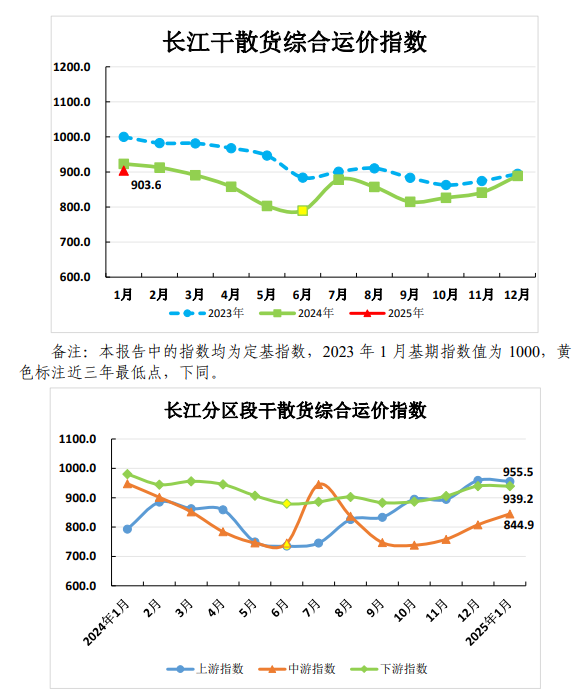 长江干散货综合运价指数
1200.0
1100.0
1000.0
900.0
800.0
700.0
600.0
903.6
1月 2月 3月 4月 5月 6月 7月 8月 9月 10月 11月 12月
2023年 2024年 2025年
备注：本报告中的指数均为定基指数，2023 年 1 月基期指数值为 1000，黄
色标注近三年最低点，下同。
长江分区段干散货综合运价指数
1100.0
1000.0
900.0
800.0
700.0
600.0
955.5
939.2
844.9
2024年1月 2月 3月 4月 5月 6月 7月 8月 9月 10月 11月 12月 2025年1月
上游指数 中游指数 下游指数